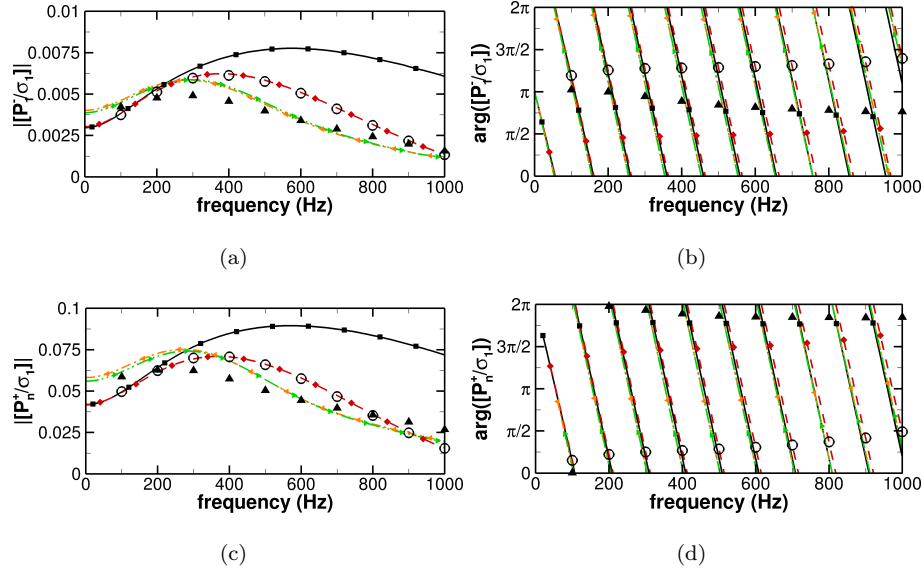 0.01
0.0075
0.005
0.0025
0
|[P₁⁻/σ₁]|
0 200 400 600 800 1000
frequency (Hz)
(a)
2π
3π/2
π
π/2
0
arg([P₁⁻/σ₁])
0 200 400 600 800 1000
frequency (Hz)
(b)
0.1
0.075
0.05
0.025
0
|[Pₙ⁺/σ₁]|
0 200 400 600 800 1000
frequency (Hz)
(c)
2π
3π/2
π
π/2
0
arg([Pₙ⁺/σ₁])
0 200 400 600 800 1000
frequency (Hz)
(d)